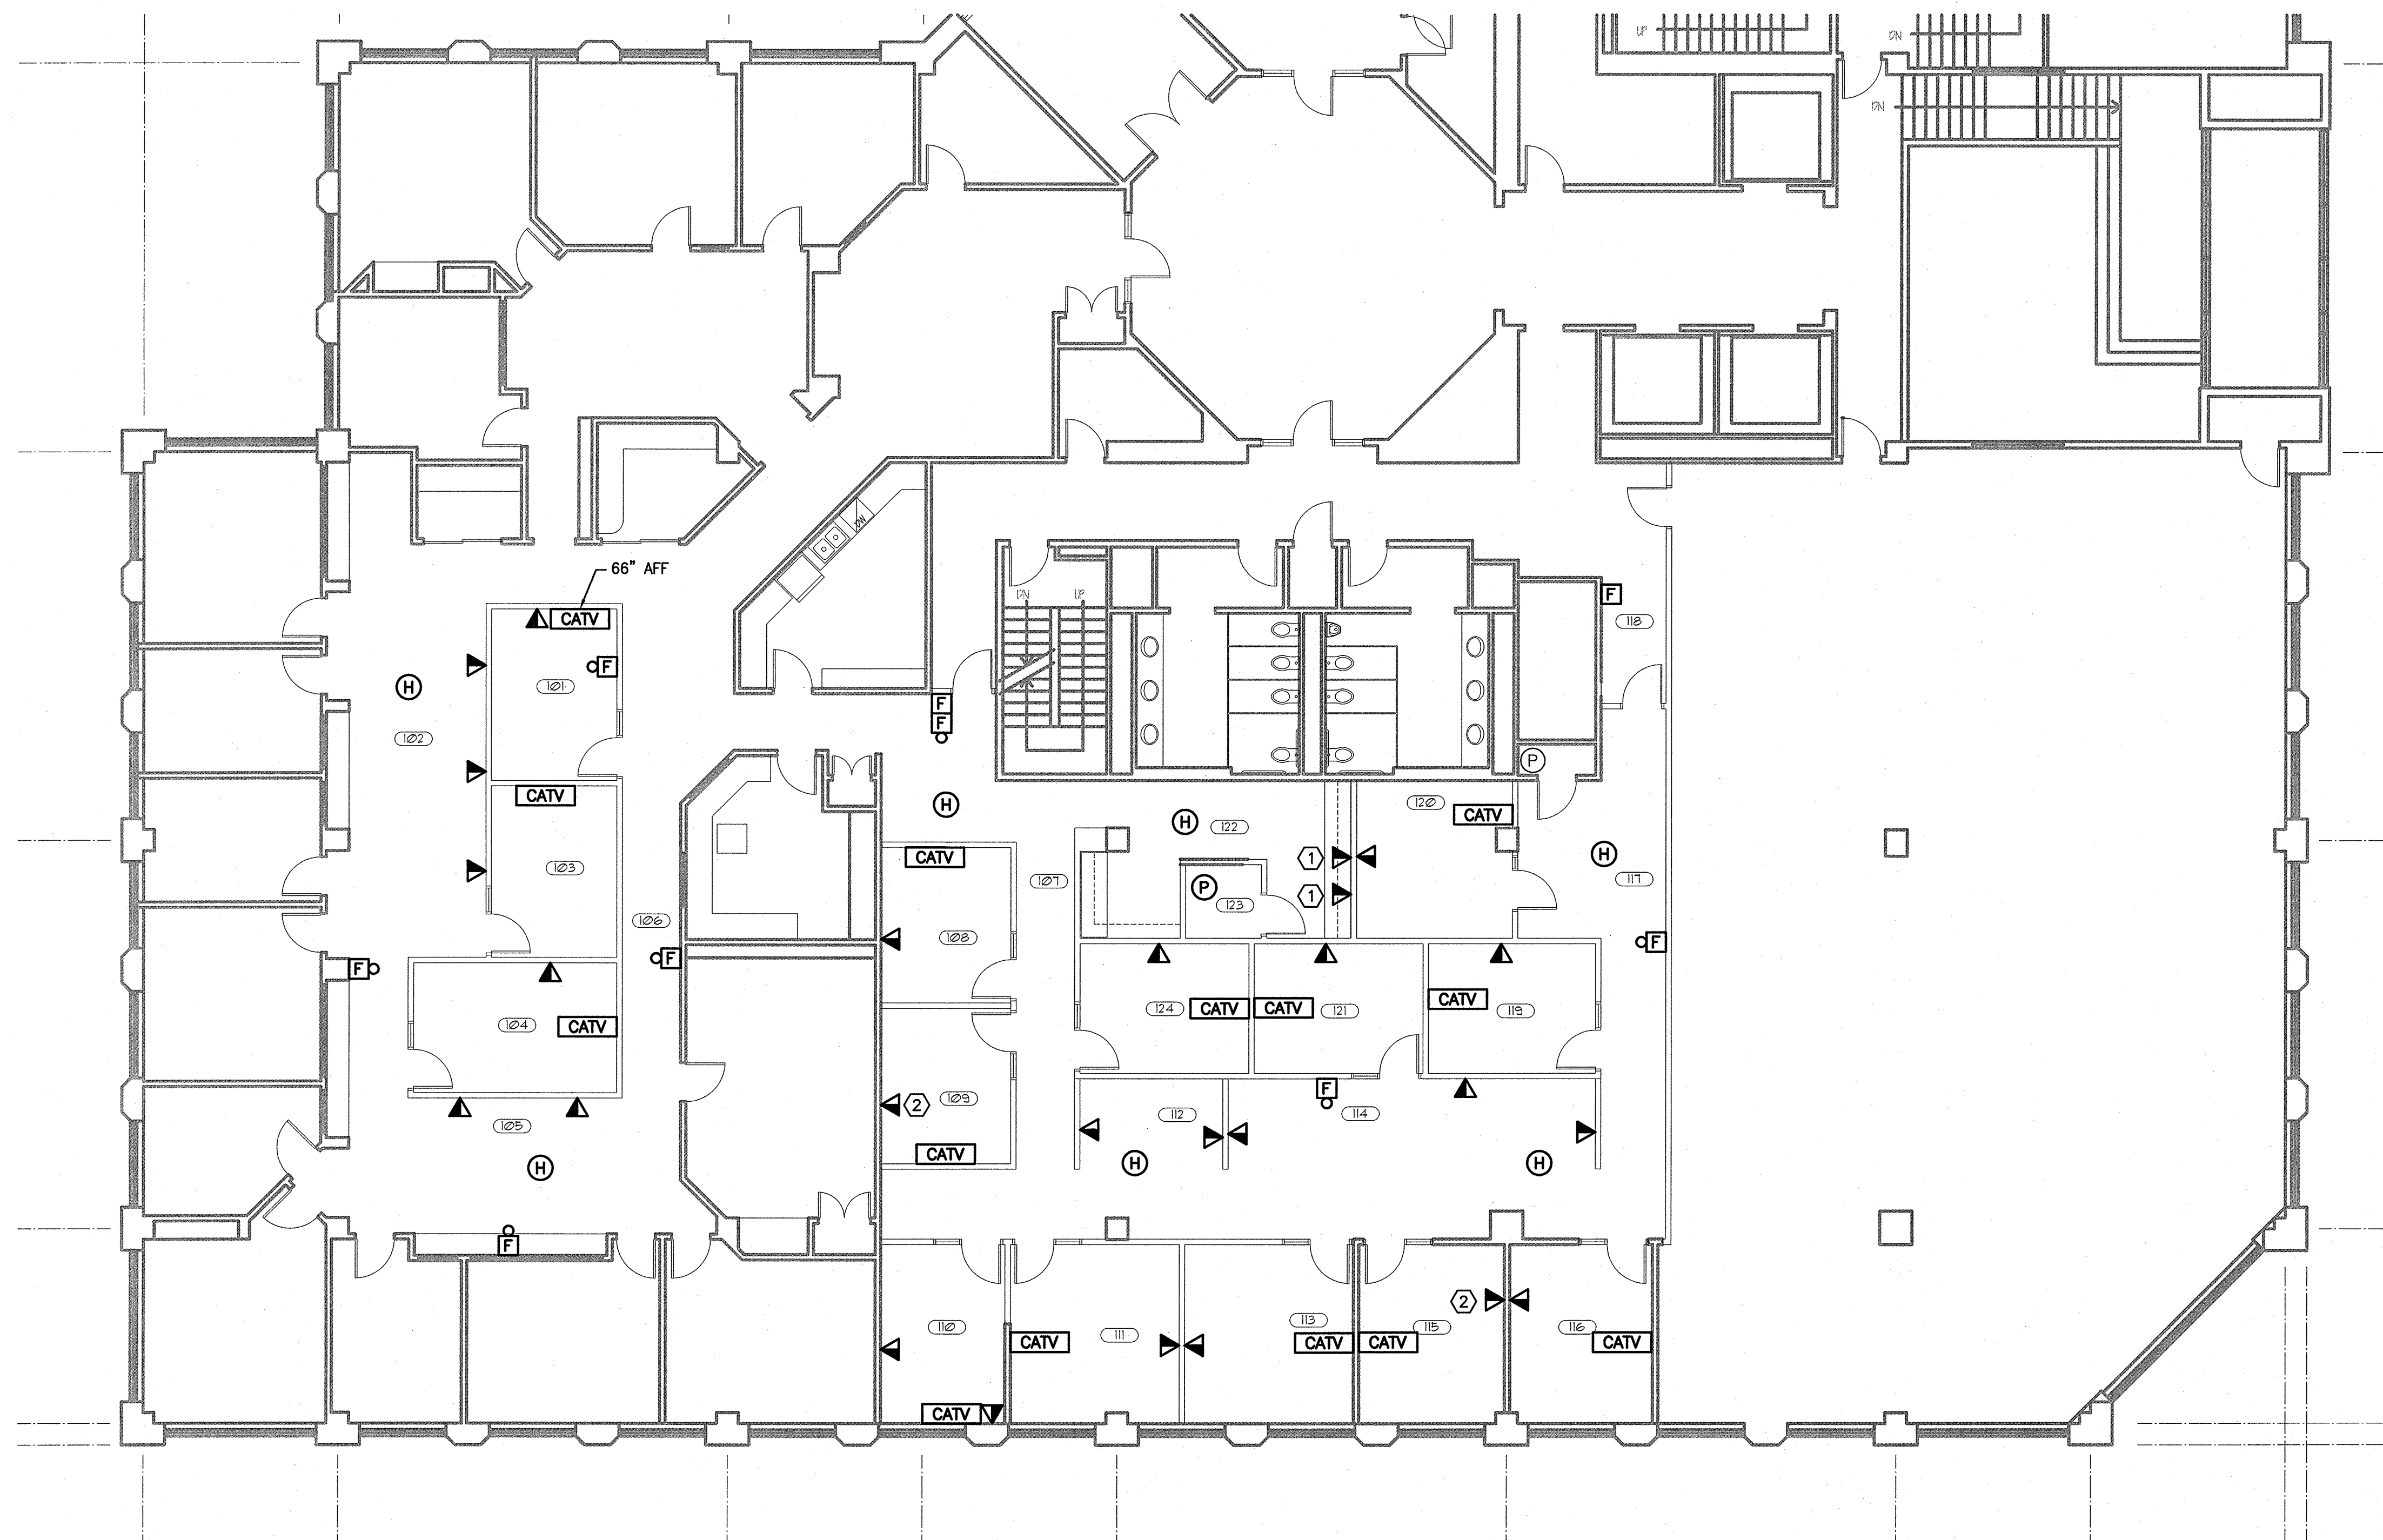 UP
DN
DN
DW
66" AFF
CATV
DN
UP
F
118
F
101
H
F
F
102
P
CATV
H
120
CATV
H
122
1
H
CATV
103
107
117
P
1
123
106
108
F
F
F
CATV
124
CATV
CATV
121
119
104
CATV
F
109
2
112
114
105
CATV
H
H
H
F
2
110
111
113
115
116
CATV
CATV
CATV
CATV
CATV